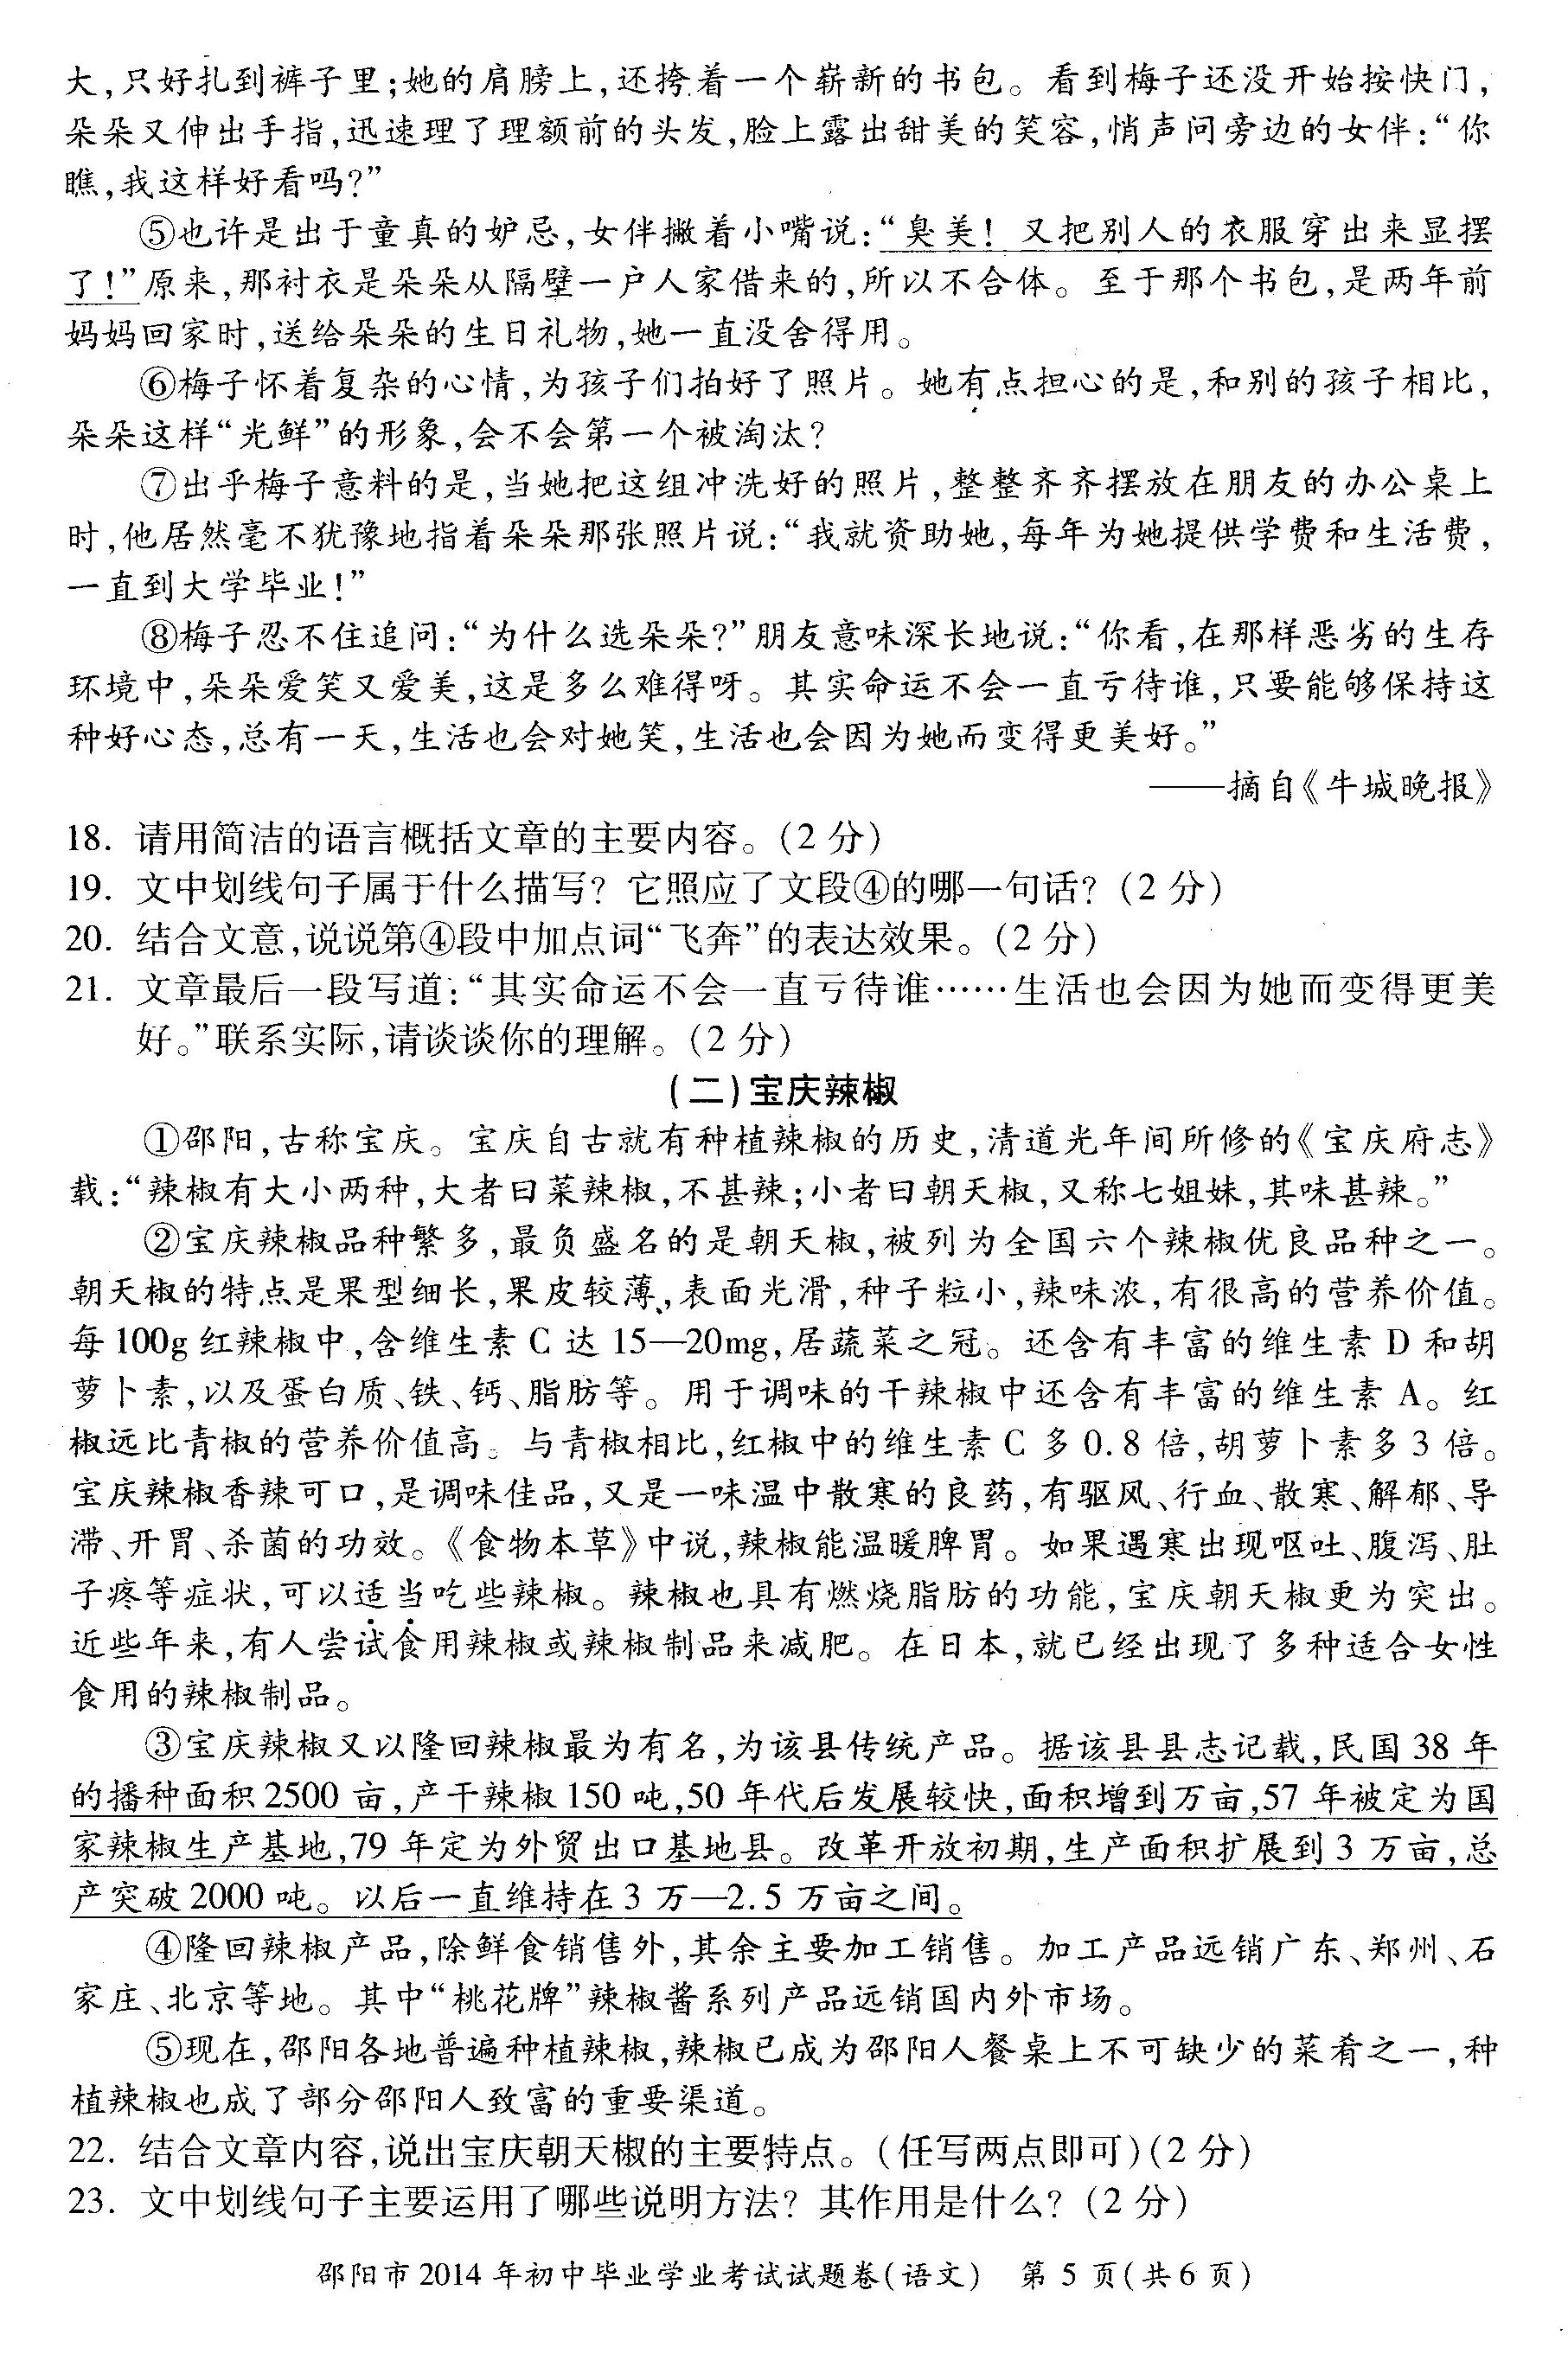 大,只好扎到裤子里;她的肩膀上,还挎着一个崭新的书包。看到梅子还没开始按快门,
朵朵又伸出手指,迅速理了理额前的头发,脸上露出甜美的笑容,悄声问旁边的女伴:“你
瞧,我这样好看吗?”
⑤也许是出于童真的妒忌,女伴撇着小嘴说:“臭美!又把别人的衣服穿出来显摆
了!”原来,那衬衣是朵朵从隔壁一户人家借来的,所以不合体。至于那个书包,是两年前
妈妈回家时,送给朵朵的生日礼物,她一直没舍得用。
⑥梅子怀着复杂的心情,为孩子们拍好了照片。她有点担心的是,和别的孩子相比,
朵朵这样“光鲜”的形象,会不会第一个被淘汰?
⑦出乎梅子意料的是,当她把这组冲洗好的照片,整整齐齐摆放在朋友的办公桌上
时,他居然毫不犹豫地指着朵朵那张照片说:“我就资助她,每年为她提供学费和生活费,
一直到大学毕业!”
⑧梅子忍不住追问:“为什么选朵朵?”朋友意味深长地说:“你看,在那样恶劣的生存
环境中,朵朵爱笑又爱美,这是多么难得呀。其实命运不会一直亏待谁,只要能够保持这
种好心态,总有一天,生活也会对她笑,生活也会因为她而变得更美好。”
——摘自《牛城晚报》
18. 请用简洁的语言概括文章的主要内容。(2分)
19. 文中划线句子属于什么描写?它照应了文段④的哪一句话?(2分)
20. 结合文意,说说第④段中加点词“飞奔”的表达效果。(2分)
21. 文章最后一段写道:“其实命运不会一直亏待谁……生活也会因为她而变得更美
好。”联系实际,请谈谈你的理解。(2分)
(二)宝庆辣椒
①邵阳,古称宝庆。宝庆自古就有种植辣椒的历史,清道光年间所修的《宝庆府志》
载:“辣椒有大小两种,大者曰菜辣椒,不甚辣;小者曰朝天椒,又称七姐妹,其味甚辣。”
②宝庆辣椒品种繁多,最负盛名的是朝天椒,被列为全国六个辣椒优良品种之一。
朝天椒的特点是果型细长,果皮较薄,表面光滑,种子粒小,辣味浓,有很高的营养价值。
每100g红辣椒中,含维生素C达15—20mg,居蔬菜之冠。还含有丰富的维生素D和胡
萝卜素,以及蛋白质、铁、钙、脂肪等。用于调味的干辣椒中还含有丰富的维生素A。红
椒远比青椒的营养价值高。与青椒相比,红椒中的维生素C多0.8倍,胡萝卜素多3倍。
宝庆辣椒香辣可口,是调味佳品,又是一味温中散寒的良药,有驱风、行血、散寒、解郁、导
滞、开胃、杀菌的功效。《食物本草》中说,辣椒能温暖脾胃。如果遇寒出现呕吐、腹泻、肚
子疼等症状,可以适当吃些辣椒。辣椒也具有燃烧脂肪的功能,宝庆朝天椒更为突出。
近些年来,有人尝试食用辣椒或辣椒制品来减肥。在日本,就已经出现了多种适合女性
食用的辣椒制品。
③宝庆辣椒又以隆回辣椒最为有名,为该县传统产品。据该县县志记载,民国38年
的播种面积2500亩,产干辣椒150吨,50年代后发展较快,面积增到万亩,57年被定为国
家辣椒生产基地,79年定为外贸出口基地县。改革开放初期,生产面积扩展到3万亩,总
产突破2000吨。以后一直维持在3万—2.5万亩之间。
④隆回辣椒产品,除鲜食销售外,其余主要加工销售。加工产品远销广东、郑州、石
家庄、北京等地。其中“桃花牌”辣椒酱系列产品远销国内外市场。
⑤现在,邵阳各地普遍种植辣椒,辣椒已成为邵阳人餐桌上不可缺少的菜肴之一,种
植辣椒也成了部分邵阳人致富的重要渠道。
22. 结合文章内容,说出宝庆朝天椒的主要特点。(任写两点即可)(2分)
23. 文中划线句子主要运用了哪些说明方法?其作用是什么?(2分)
邵阳市2014年初中毕业学业考试试题卷(语文) 第5页(共6页)